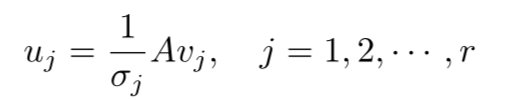 $u_j = \frac{1}{\sigma_j} A v_j, \quad j = 1, 2, \cdots, r$